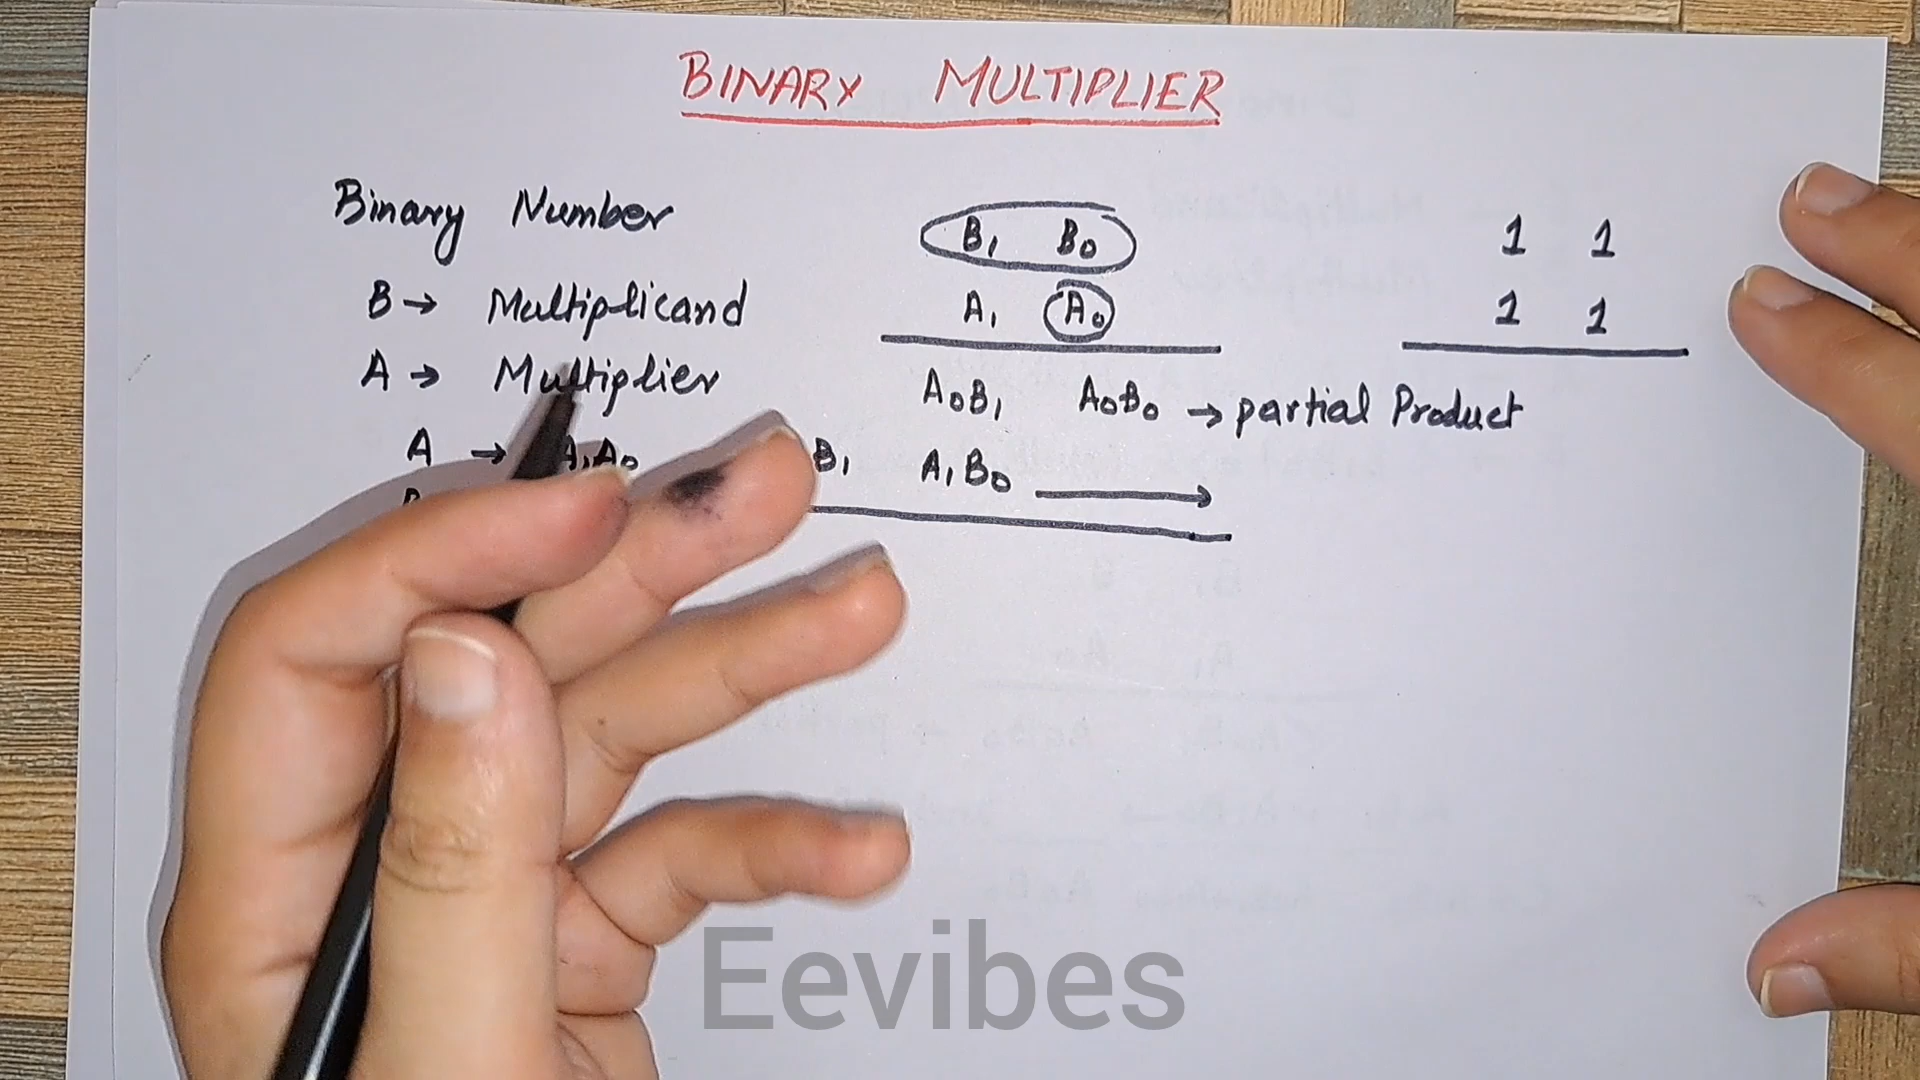 BINARY MULTIPLIER
Binary Number
B → Multiplicand
A → Multiplier
A → A₁A₀
B₁ B₀
A₁ A₀
A₀B₁ A₀B₀ → partial Product
B₁ A₁B₀ →
1 1
1 1
Eevibes